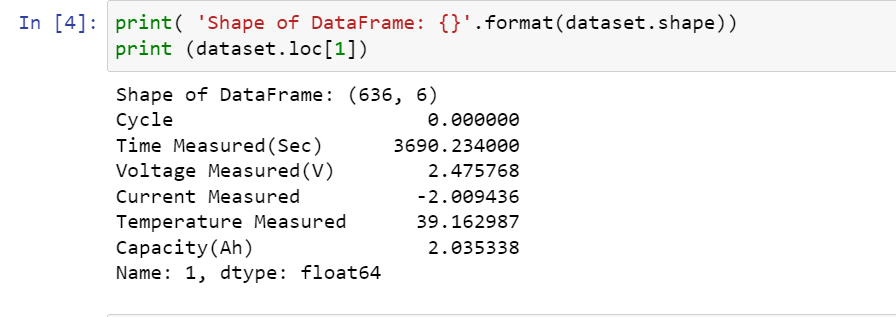 In [4]: print( 'Shape of DataFrame: {}'.format(dataset.shape))
print (dataset.loc[1])
Shape of DataFrame: (636, 6)
Cycle 0.000000
Time Measured(Sec) 3690.234000
Voltage Measured(V) 2.475768
Current Measured -2.009436
Temperature Measured 39.162987
Capacity(Ah) 2.035338
Name: 1, dtype: float64